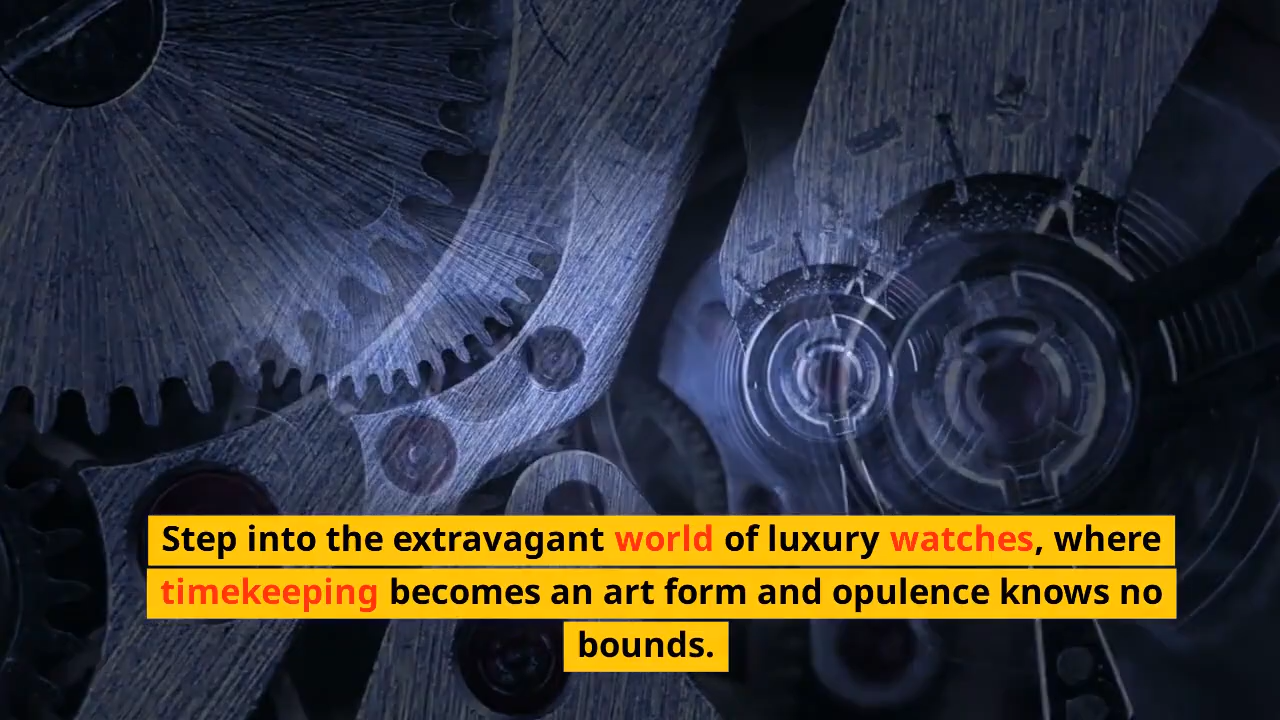 Step into the extravagant world of luxury watches, where
timekeeping becomes an art form and opulence knows no
bounds.